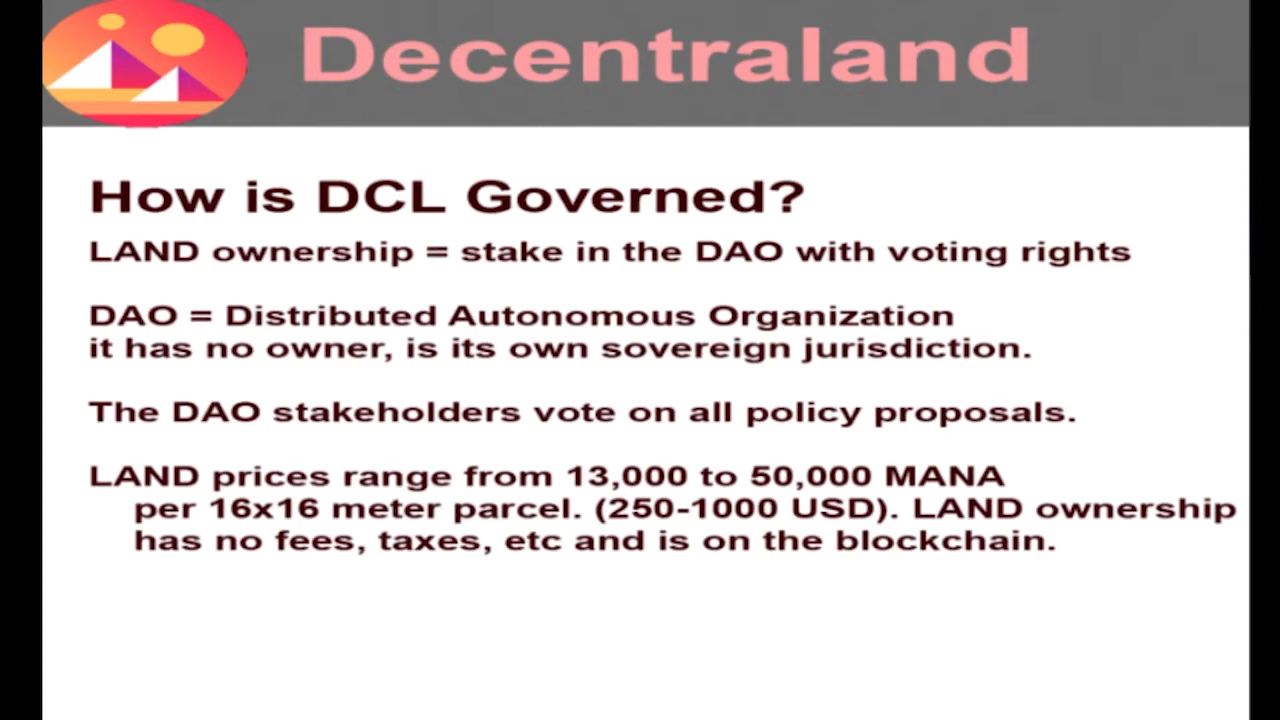 Decentraland
How is DCL Governed?
LAND ownership = stake in the DAO with voting rights
DAO = Distributed Autonomous Organization
it has no owner, is its own sovereign jurisdiction.
The DAO stakeholders vote on all policy proposals.
LAND prices range from 13,000 to 50,000 MANA
per 16x16 meter parcel. (250-1000 USD). LAND ownership
has no fees, taxes, etc and is on the blockchain.